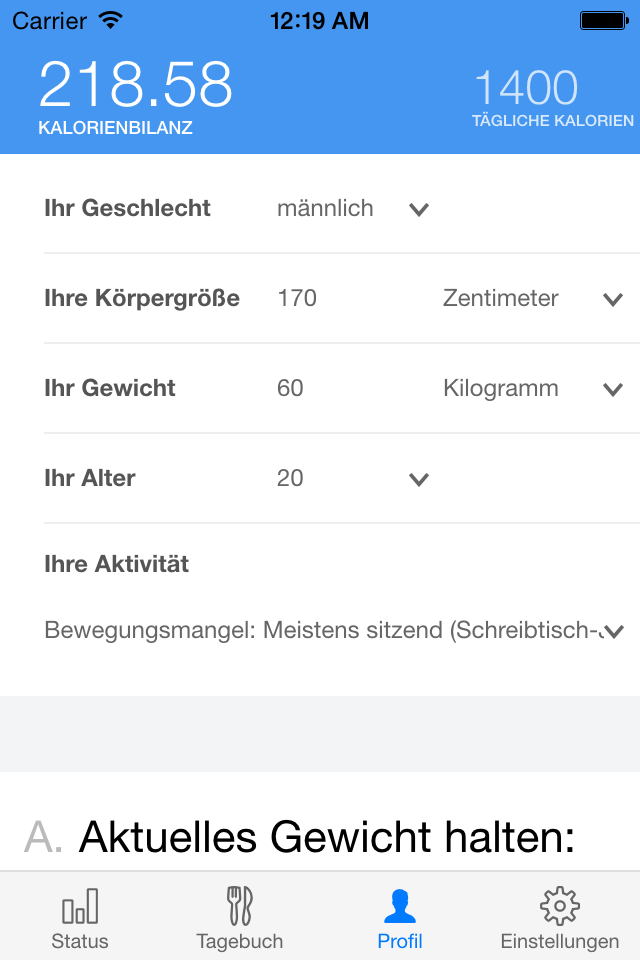 Carrier 12:19 AM
218.58 1400
KALORIENBILANZ TÄGLICHE KALORIEN
Ihr Geschlecht männlich
Ihre Körpergröße 170 Zentimeter
Ihr Gewicht 60 Kilogramm
Ihr Alter 20
Ihre Aktivität
Bewegungsmangel: Meistens sitzend (Schreibtisch-
A. Aktuelles Gewicht halten:
Status Tagebuch Profil Einstellungen